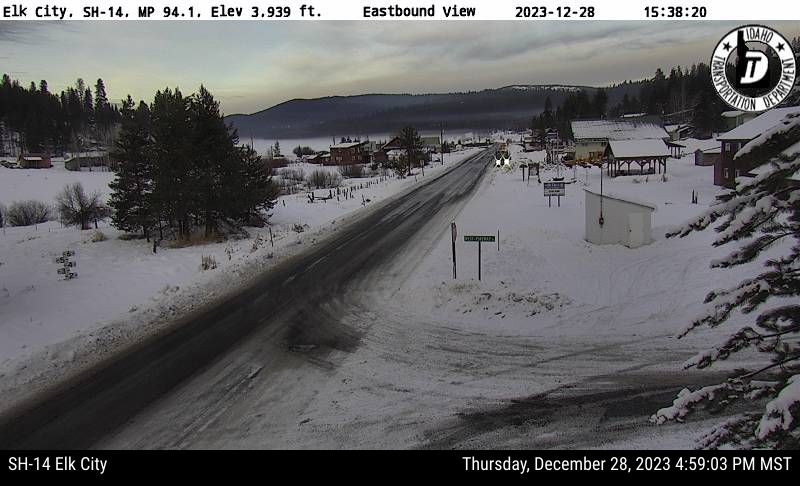 Elk City, SH-14, MP 94.1, Elev 3,939 ft. Eastbound View 2023-12-28 15:38:20
IDAHO
TRANSPORTATION DEPARTMENT
SH-14 Elk City
Thursday, December 28, 2023 4:59:03 PM MST